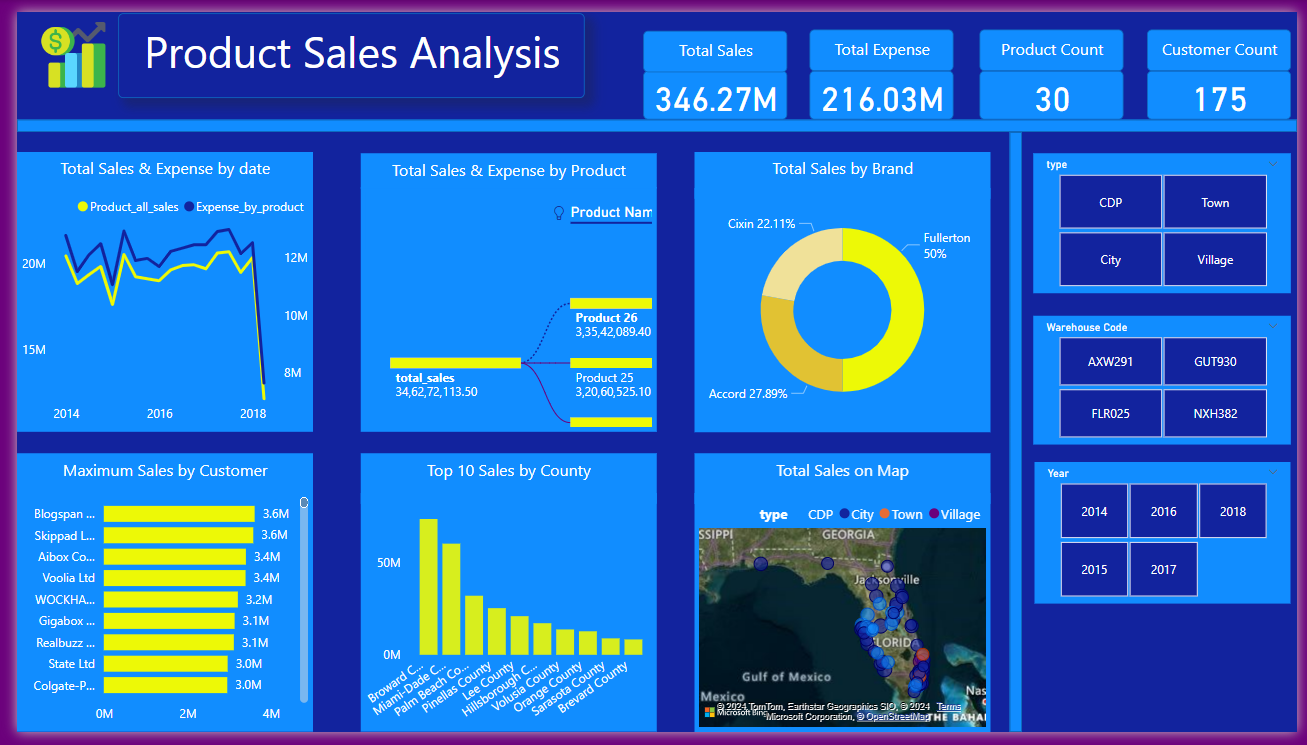 Product Sales Analysis
Total Sales
346.27M
Total Expense
216.03M
Product Count
30
Customer Count
175
Total Sales & Expense by date
Product_all_sales Expense_by_product
20M
15M
12M
10M
8M
2014 2016 2018
Total Sales & Expense by Product
Product Nam
Product 26
3,35,42,089.40
total_sales
34,62,72,113.50
Product 25
3,20,60,525.10
Total Sales by Brand
Cixin 22.11%
Fullerton
50%
Accord 27.89%
type
CDP Town
City Village
Warehouse Code
AXW291 GUT930
FLR025 NXH382
Year
2014 2016 2018
2015 2017
Maximum Sales by Customer
Blogspan ... 3.6M
Skippad L... 3.6M
Aibox Co... 3.4M
Voolia Ltd 3.4M
WOCKHA... 3.2M
Gigabox ... 3.1M
Realbuzz ... 3.1M
State Ltd 3.0M
Colgate-P... 3.0M
0M 2M 4M
Top 10 Sales by County
50M
0M
Broward C...
Miami-Dade C...
Palm Beach Co...
Pinellas County
Lee County
Hillsborough C...
Volusia County
Orange County
Sarasota County
Brevard County
Total Sales on Map
type CDP City Town Village
SSIPPI GEORGIA
Jacksonville
FLORID
Gulf of Mexico
Mexico
Nas
THE BAHA
Microsoft Bing
© 2024 TomTom, Earthstar Geographics SIO, © 2024 Terms
Microsoft Corporation, © OpenStreetMap